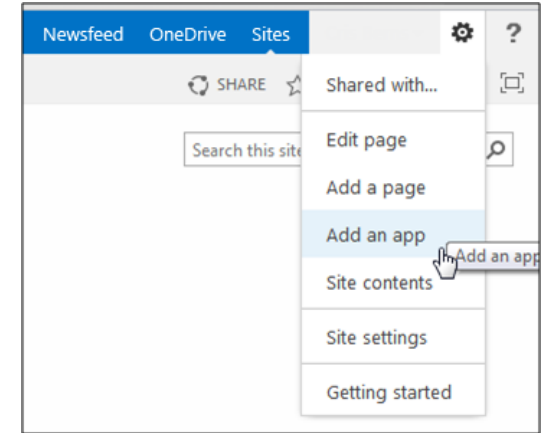 Newsfeed OneDrive Sites ?
SHARE
Shared with...
Search this site
Edit page
Add a page
Add an app
Add an app
Site contents
Site settings
Getting started